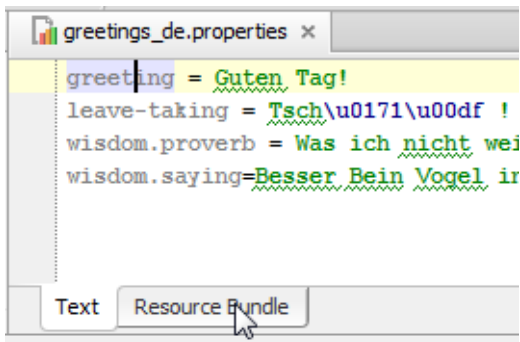 greetings_de.properties ×
greeting = Guten Tag!
leave-taking = Tsch\u0171\u00df !
wisdom.proverb = Was ich nicht wei
wisdom.saying=Besser Bein Vogel in
Text Resource Bundle